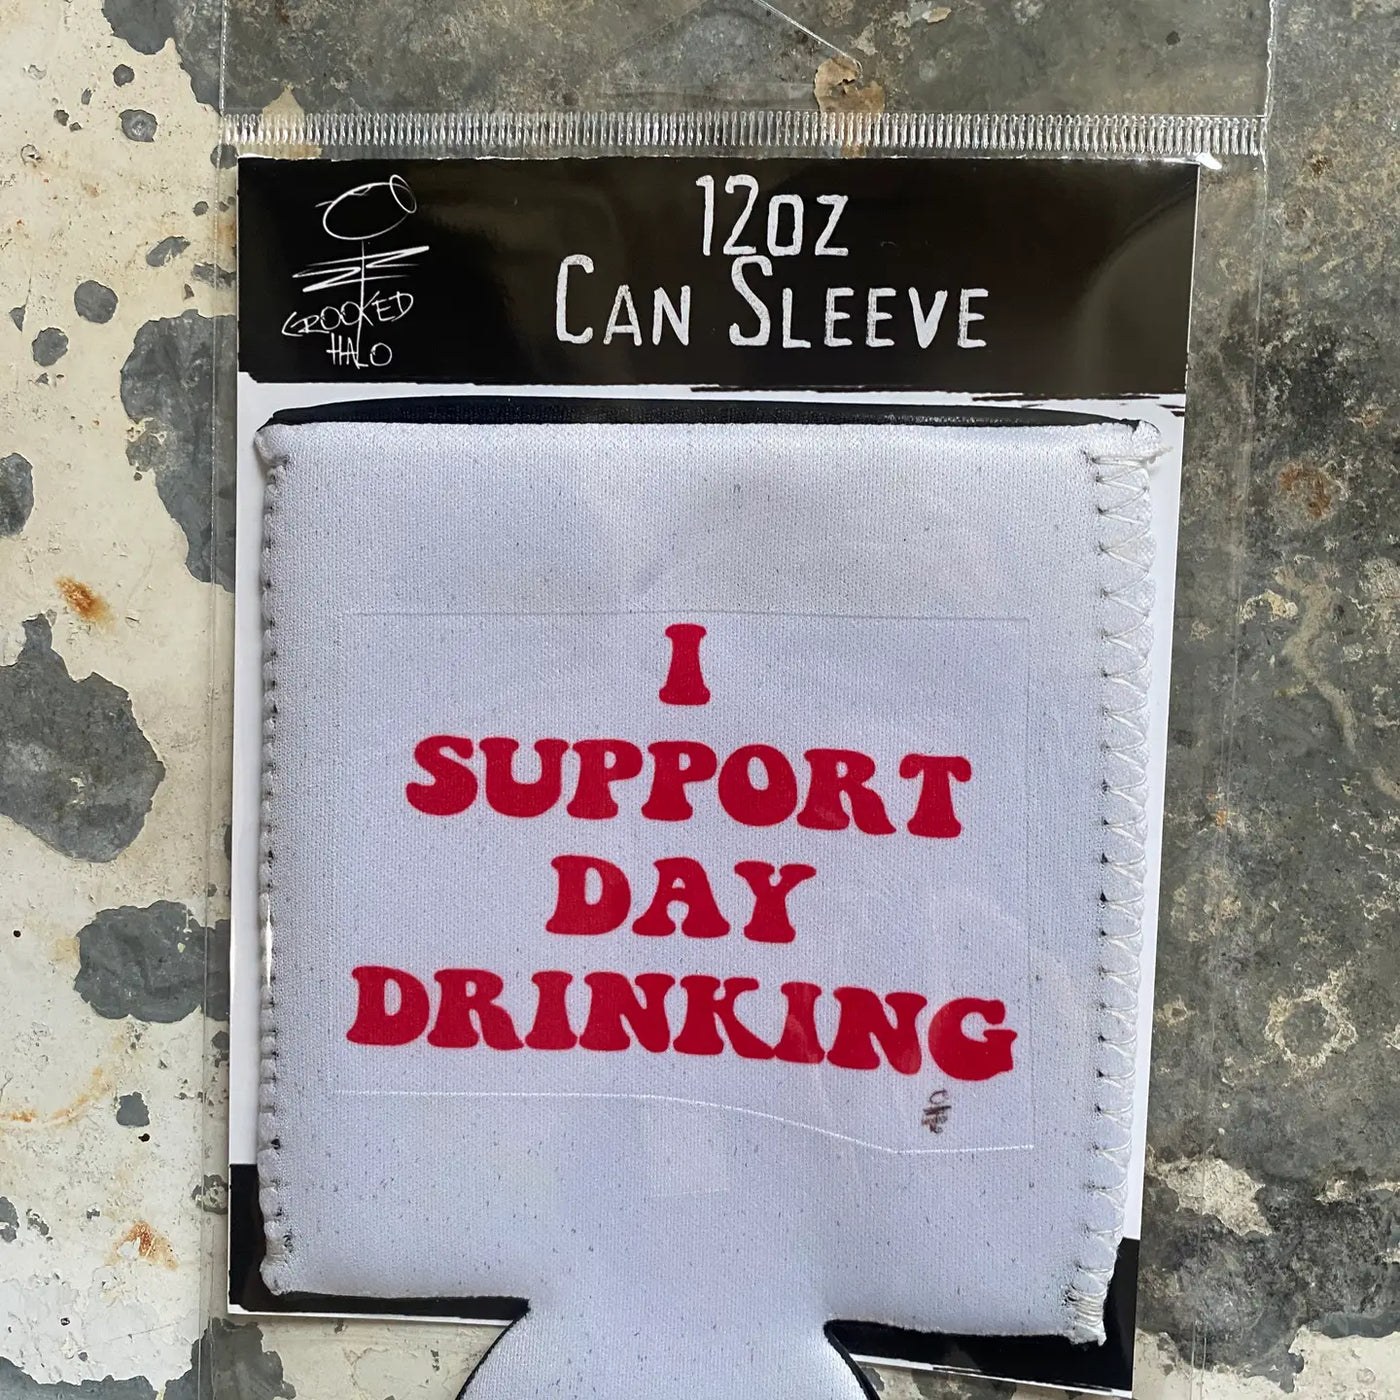 12oz
Can Sleeve
CROOKED
HALO
I
SUPPORT
DAY
DRINKING